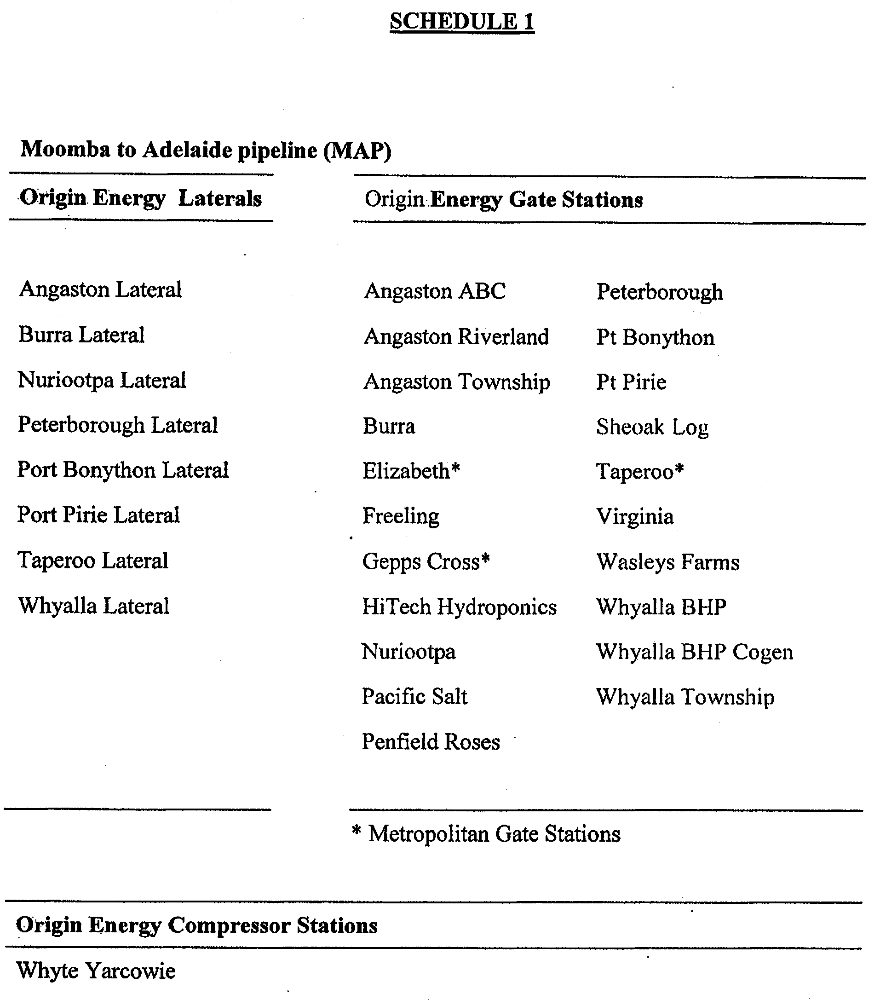 SCHEDULE 1
Moomba to Adelaide pipeline (MAP)
Origin Energy Laterals Origin Energy Gate Stations
Angaston Lateral Angaston ABC Peterborough
Burra Lateral Angaston Riverland Pt Bonython
Nuriootpa Lateral Angaston Township Pt Pirie
Peterborough Lateral Burra Sheoak Log
Port Bonython Lateral Elizabeth* Taperoo*
Port Pirie Lateral Freeling Virginia
Taperoo Lateral Gepps Cross* Wasleys Farms
Whyalla Lateral HiTech Hydroponics Whyalla BHP
Nuriootpa Whyalla BHP Cogen
Pacific Salt Whyalla Township
Penfield Roses
* Metropolitan Gate Stations
Origin Energy Compressor Stations
Whyte Yarcowie